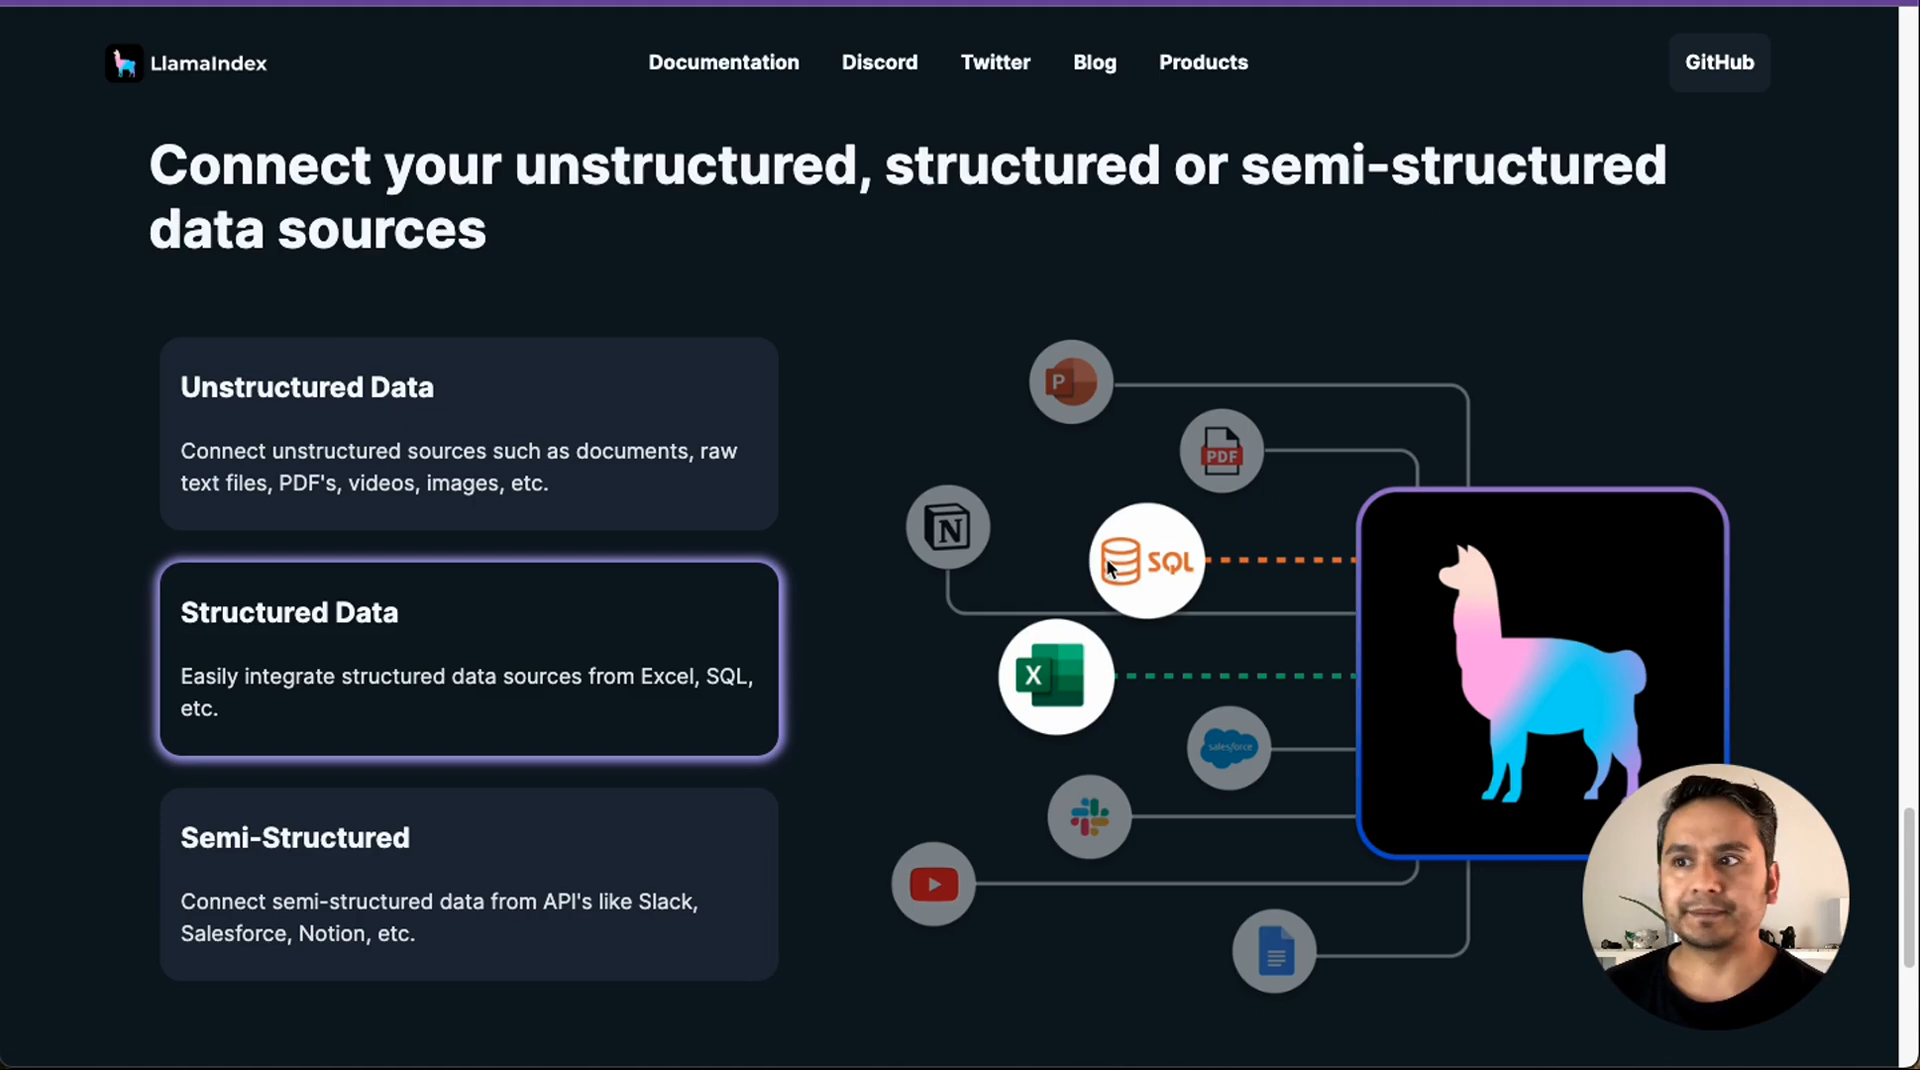 LlamaIndex
Documentation Discord Twitter Blog Products
GitHub
Connect your unstructured, structured or semi-structured
data sources
Unstructured Data
Connect unstructured sources such as documents, raw
text files, PDF's, videos, images, etc.
Structured Data
Easily integrate structured data sources from Excel, SQL,
etc.
Semi-Structured
Connect semi-structured data from API's like Slack,
Salesforce, Notion, etc.
P
PDF
N
SQL
X
salesforce